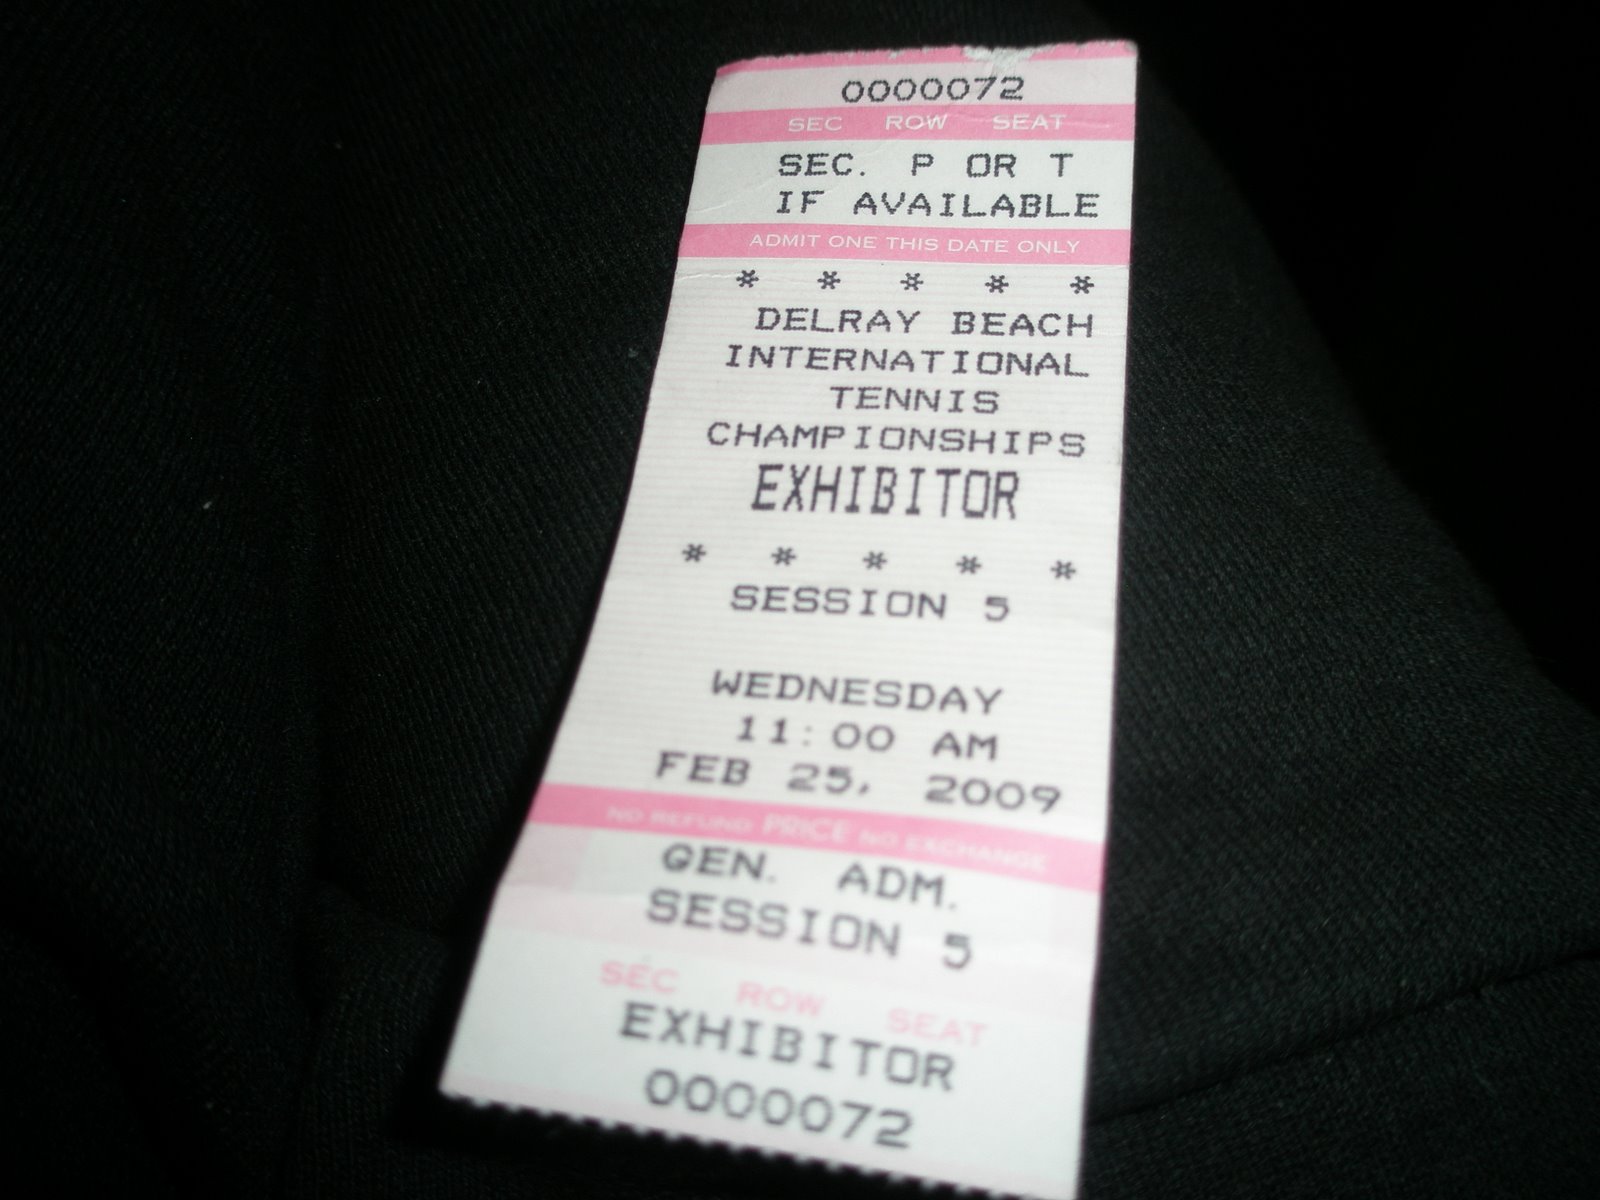 0000072
SEC ROW SEAT
SEC. P OR T
IF AVAILABLE
ADMIT ONE THIS DATE ONLY
* * * * *
DELRAY BEACH
INTERNATIONAL
TENNIS
CHAMPIONSHIPS
EXHIBITOR
* * * * *
SESSION 5
WEDNESDAY
11:00 AM
FEB 25, 2009
NO REFUND PRICE NO EXCHANGE
GEN. ADM.
SESSION 5
SEC ROW SEAT
EXHIBITOR
0000072